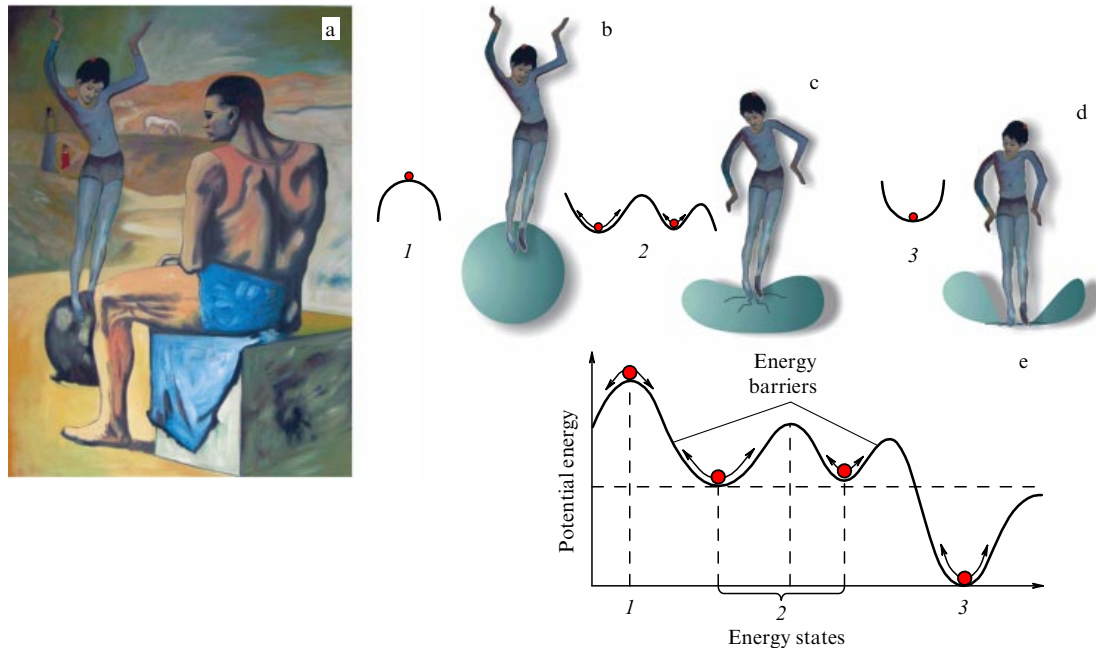 a
b
c
d
1
2
3
e
Energy
barriers
Potential energy
1
2
3
Energy states